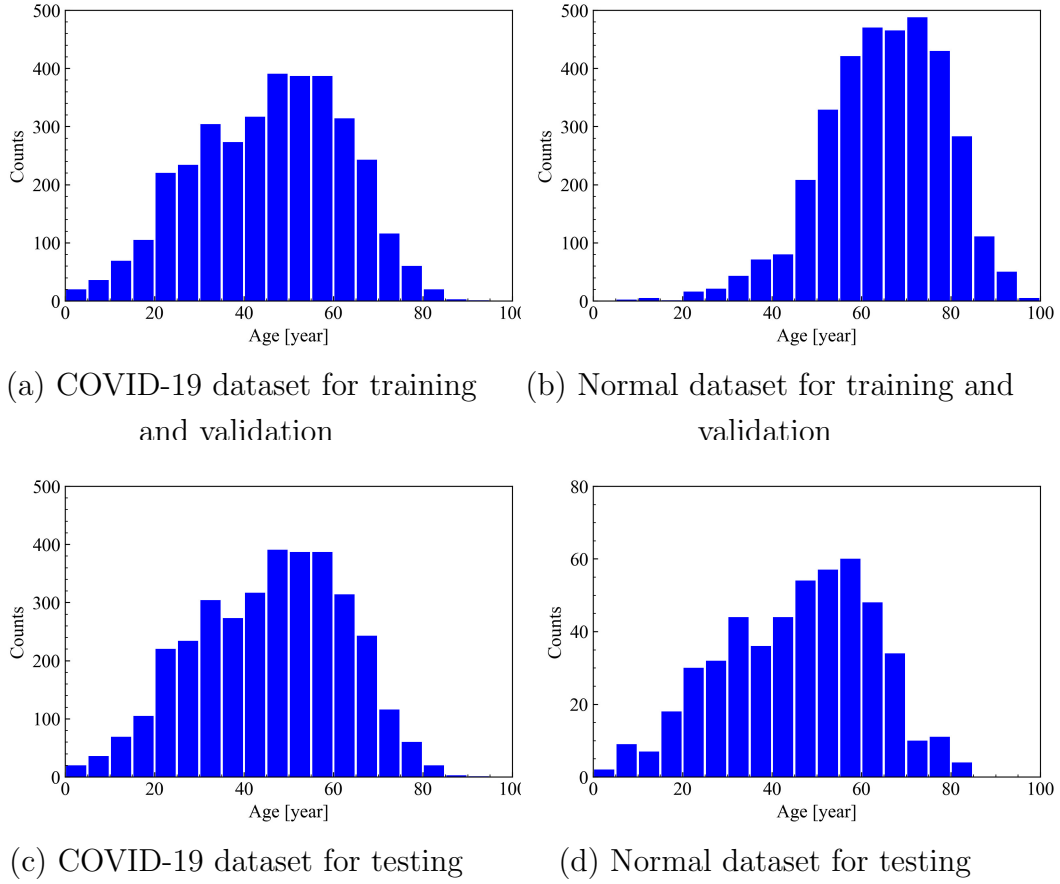 500
400
300
200
100
0
Counts
0 20 40 60 80 100
Age [year]
500
400
300
200
100
0
Counts
0 20 40 60 80 100
Age [year]
(a) COVID-19 dataset for training
and validation
(b) Normal dataset for training and
validation
500
400
300
200
100
0
Counts
0 20 40 60 80 100
Age [year]
80
60
40
20
0
Counts
0 20 40 60 80 100
Age [year]
(c) COVID-19 dataset for testing
(d) Normal dataset for testing